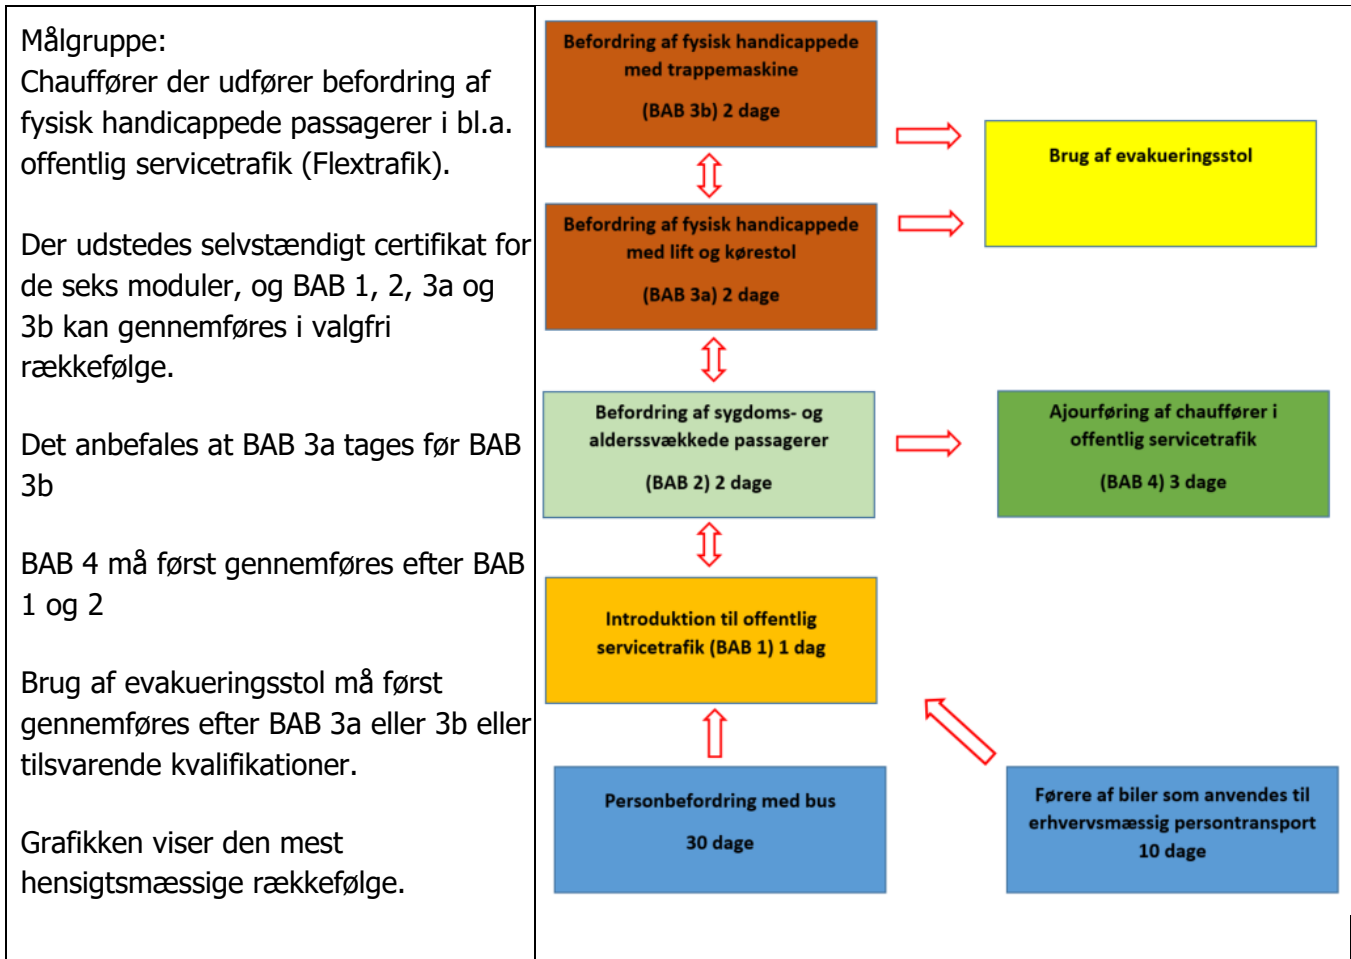 Målgruppe:
Chauffører der udfører befordring af
fysisk handicappede passagerer i bl.a.
offentlig servicetrafik (Flextrafik).
Der udstedes selvstændigt certifikat for
de seks moduler, og BAB 1, 2, 3a og
3b kan gennemføres i valgfri
rækkefølge.
Det anbefales at BAB 3a tages før BAB
3b
BAB 4 må først gennemføres efter BAB
1 og 2
Brug af evakueringsstol må først
gennemføres efter BAB 3a eller 3b eller
tilsvarende kvalifikationer.
Grafikken viser den mest
hensigtsmæssige rækkefølge.
Befordring af fysisk handicappede
med trappemaskine
(BAB 3b) 2 dage
Brug af evakueringsstol
Befordring af fysisk handicappede
med lift og kørestol
(BAB 3a) 2 dage
Befordring af sygdoms- og
alderssvækkede passagerer
(BAB 2) 2 dage
Ajourføring af chauffører i
offentlig servicetrafik
(BAB 4) 3 dage
Introduktion til offentlig
servicetrafik (BAB 1) 1 dag
Personbefordring med bus
30 dage
Førere af biler som anvendes til
erhvervsmæssig persontransport
10 dage